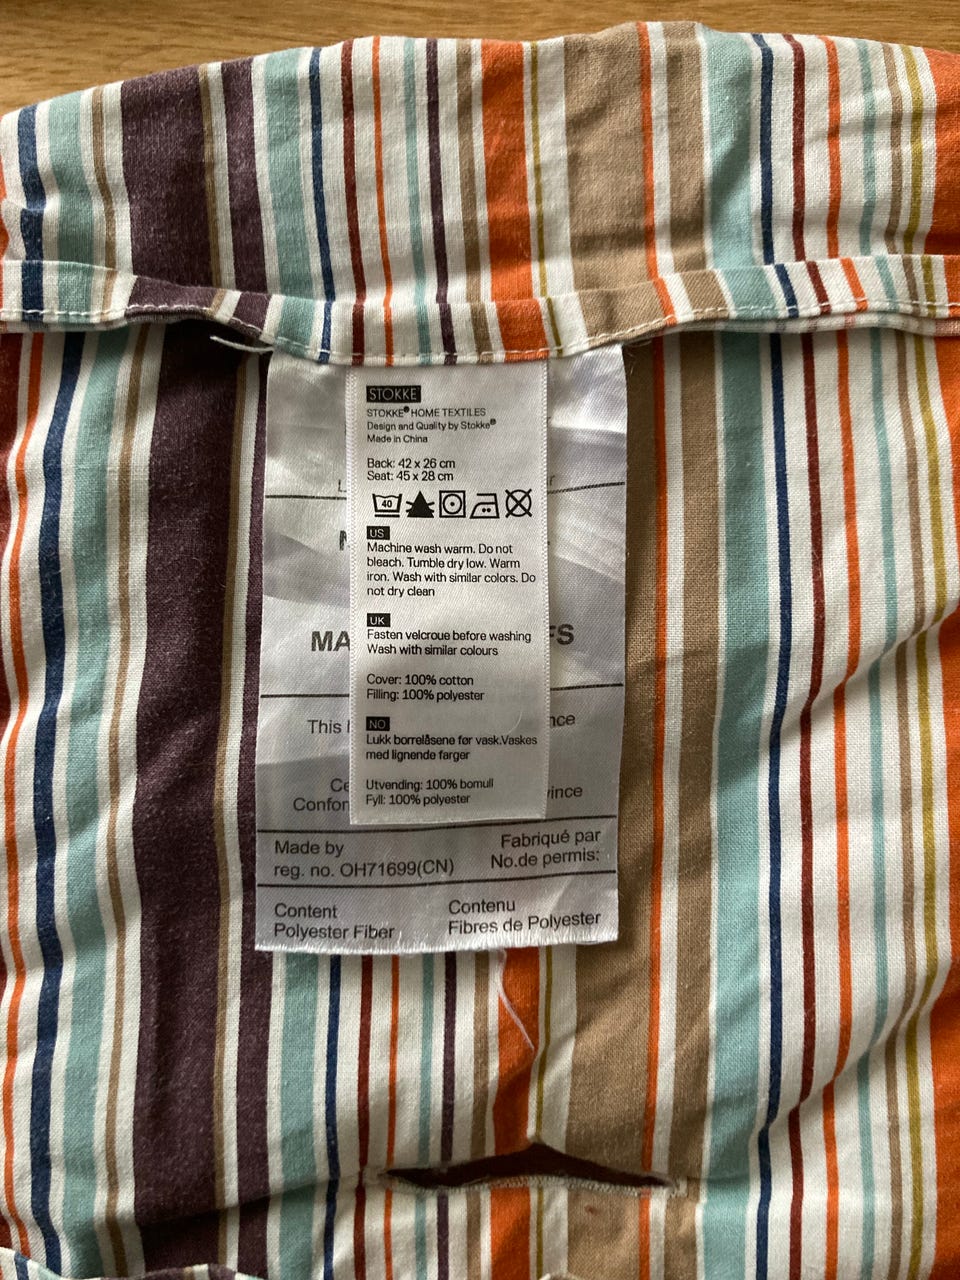 STOKKE
STOKKE® HOME TEXTILES
Design and Quality by Stokke®
Made in China
Back: 42 x 26 cm
Seat: 45 x 28 cm
40
US
Machine wash warm. Do not
bleach. Tumble dry low. Warm
iron. Wash with similar colors. Do
not dry clean
UK
Fasten velcroue before washing
Wash with similar colours
Cover: 100% cotton
Filling: 100% polyester
NO
Lukk borrelåsene før vask.Vaskes
med lignende farger
Utvending: 100% bomull
Fyll: 100% polyester
This
Made by
reg. no. OH71699(CN)
Fabriqué par
No.de permis:
Content
Polyester Fiber
Contenu
Fibres de Polyester